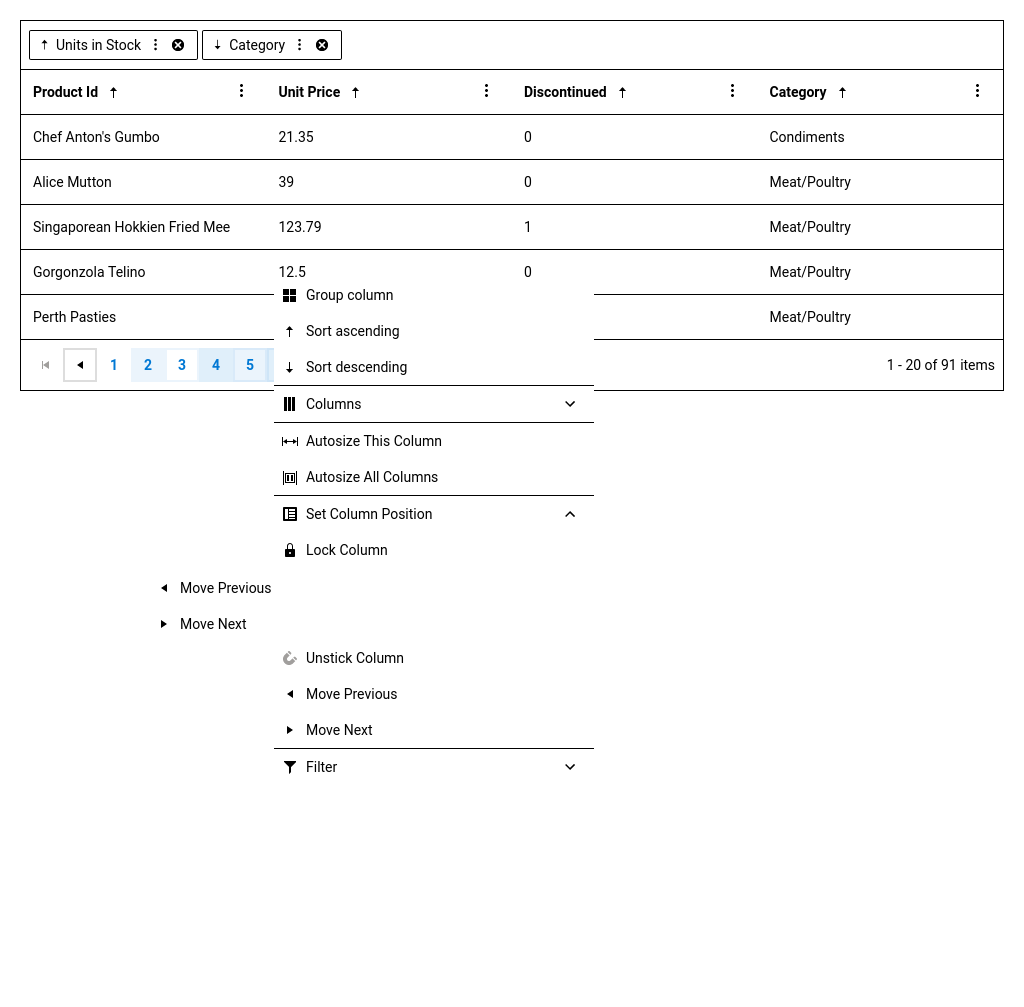 Units in Stock Category
Product Id Unit Price Discontinued Category
Chef Anton's Gumbo 21.35 0 Condiments
Alice Mutton 39 0 Meat/Poultry
Singaporean Hokkien Fried Mee 123.79 1 Meat/Poultry
Gorgonzola Telino 12.5 0 Meat/Poultry
Group column
Perth Pasties Meat/Poultry
Sort ascending
1 2 3 4 5 1 - 20 of 91 items
Sort descending
Columns
Autosize This Column
Autosize All Columns
Set Column Position
Lock Column
Move Previous
Move Next
Unstick Column
Move Previous
Move Next
Filter